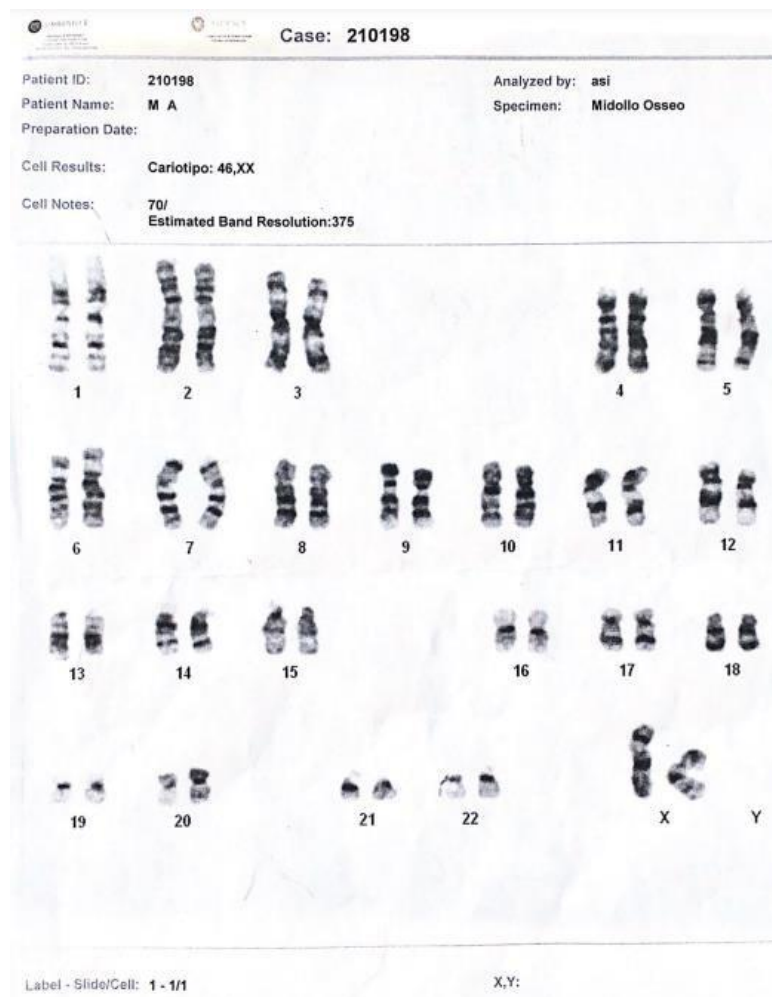 Case: 210198
Patient ID: 210198
Analyzed by: asi
Patient Name: M A
Specimen: Midollo Osseo
Preparation Date:
Cell Results: Cariotipo: 46,XX
Cell Notes: 70/
Estimated Band Resolution:375
1 2 3 4 5
6 7 8 9 10 11 12
13 14 15 16 17 18
19 20 21 22 X Y
Label - Slide/Cell: 1 - 1/1
X,Y: